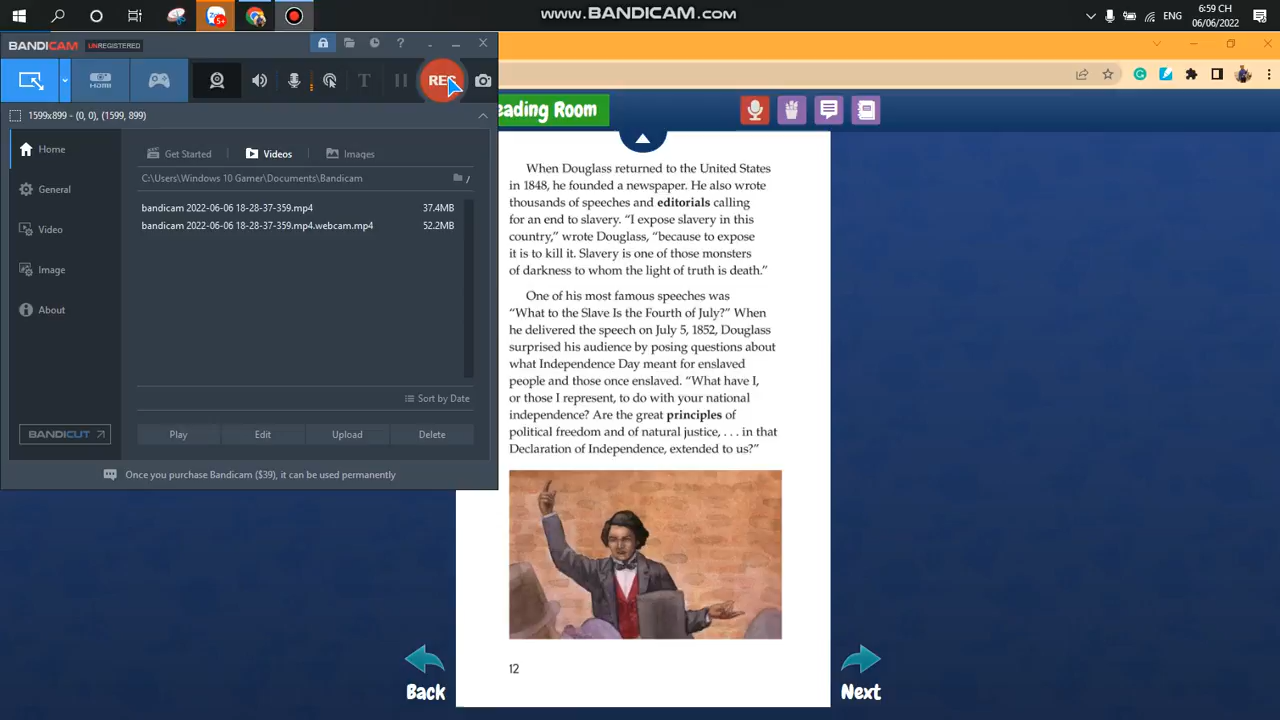 www.BANDICAM.com
6:59 CH
06/06/2022
ENG
5+
BANDICAM UNREGISTERED
HDMI
T
REC
1599x899 - (0, 0), (1599, 899)
Home
General
Video
Image
About
BANDICUT
Get Started
Videos
Images
C:\Users\Windows 10 Gamer\Documents\Bandicam
/
bandicam 2022-06-06 18-28-37-359.mp4 37.4MB
bandicam 2022-06-06 18-28-37-359.mp4.webcam.mp4 52.2MB
Sort by Date
Play
Edit
Upload
Delete
Once you purchase Bandicam ($39), it can be used permanently
eading Room
When Douglass returned to the United States
in 1848, he founded a newspaper. He also wrote
thousands of speeches and editorials calling
for an end to slavery. “I expose slavery in this
country,” wrote Douglass, “because to expose
it is to kill it. Slavery is one of those monsters
of darkness to whom the light of truth is death.”
One of his most famous speeches was
“What to the Slave Is the Fourth of July?” When
he delivered the speech on July 5, 1852, Douglass
surprised his audience by posing questions about
what Independence Day meant for enslaved
people and those once enslaved. “What have I,
or those I represent, to do with your national
independence? Are the great principles of
political freedom and of natural justice, . . . in that
Declaration of Independence, extended to us?”
12
Back
Next